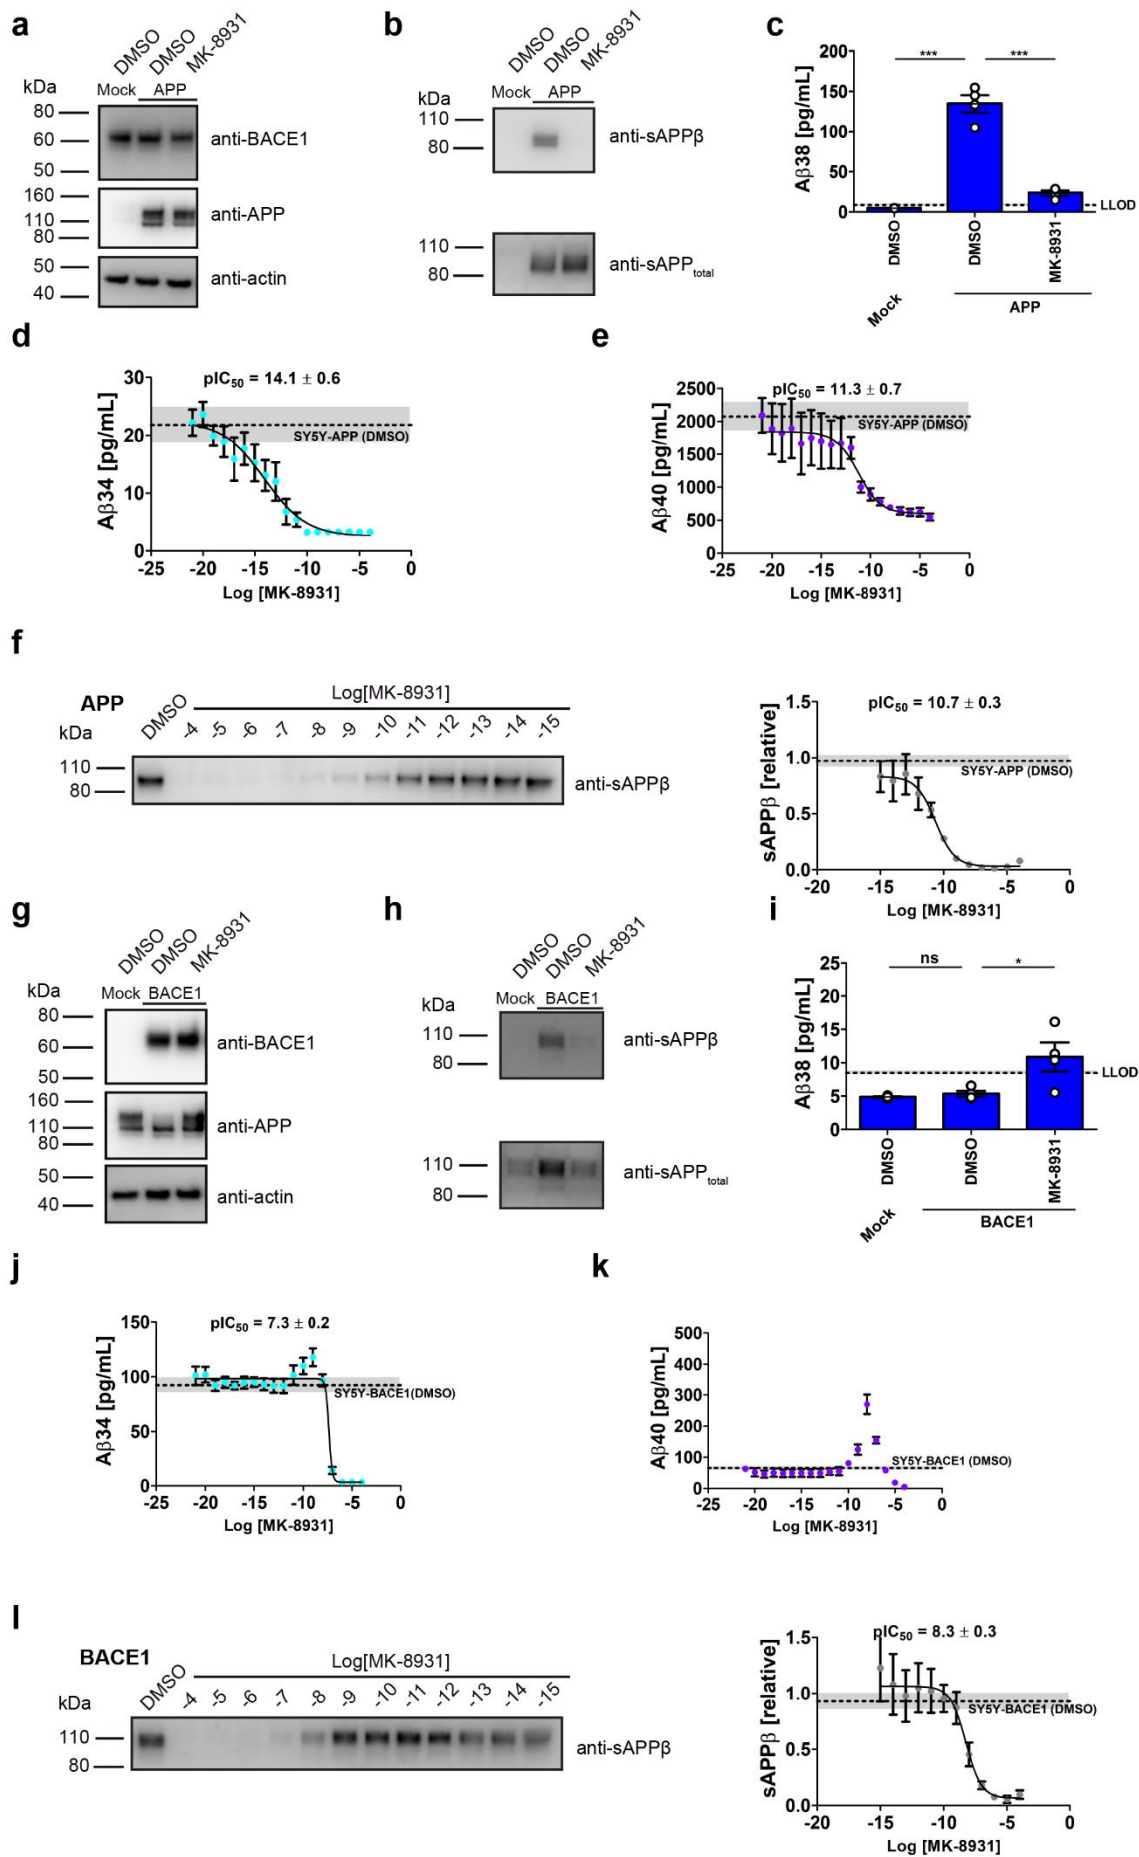 a
DMSO
DMSO
MK-8931
kDa
Mock APP
80
60
50
anti-BACE1
160
110
80
anti-APP
50
40
anti-actin
b
DMSO
DMSO
MK-8931
Mock APP
kDa
110
80
anti-sAPPβ
110
80
anti-sAPPtotal
c
Aβ38 [pg/mL]
200
150
100
50
0
***
***
LLOD
DMSO
DMSO
MK-8931
Mock
APP
d
pIC50 = 14.1 ± 0.6
Aβ34 [pg/mL]
30
20
10
0
SY5Y-APP (DMSO)
-25 -20 -15 -10 -5 0
Log [MK-8931]
e
pIC50 = 11.3 ± 0.7
Aβ40 [pg/mL]
2500
2000
1500
1000
500
0
SY5Y-APP (DMSO)
-25 -20 -15 -10 -5 0
Log [MK-8931]
f
APP
Log[MK-8931]
kDa
DMSO -4 -5 -6 -7 -8 -9 -10 -11 -12 -13 -14 -15
110
80
anti-sAPPβ
pIC50 = 10.7 ± 0.3
sAPPβ [relative]
1.5
1.0
0.5
0.0
SY5Y-APP (DMSO)
-20 -15 -10 -5 0
Log [MK-8931]
g
DMSO
DMSO
MK-8931
kDa
Mock BACE1
80
60
50
anti-BACE1
160
110
80
anti-APP
50
40
anti-actin
h
DMSO
DMSO
MK-8931
Mock BACE1
kDa
110
80
anti-sAPPβ
110
80
anti-sAPPtotal
i
Aβ38 [pg/mL]
25
20
15
10
5
0
ns
*
LLOD
DMSO
DMSO
MK-8931
Mock
BACE1
j
pIC50 = 7.3 ± 0.2
Aβ34 [pg/mL]
150
100
50
0
SY5Y-BACE1(DMSO)
-25 -20 -15 -10 -5 0
Log [MK-8931]
k
Aβ40 [pg/mL]
500
400
300
200
100
0
SY5Y-BACE1 (DMSO)
-25 -20 -15 -10 -5 0
Log [MK-8931]
l
BACE1
Log[MK-8931]
kDa
DMSO -4 -5 -6 -7 -8 -9 -10 -11 -12 -13 -14 -15
110
80
anti-sAPPβ
pIC50 = 8.3 ± 0.3
sAPPβ [relative]
1.5
1.0
0.5
0.0
SY5Y-BACE1 (DMSO)
-20 -15 -10 -5 0
Log [MK-8931]